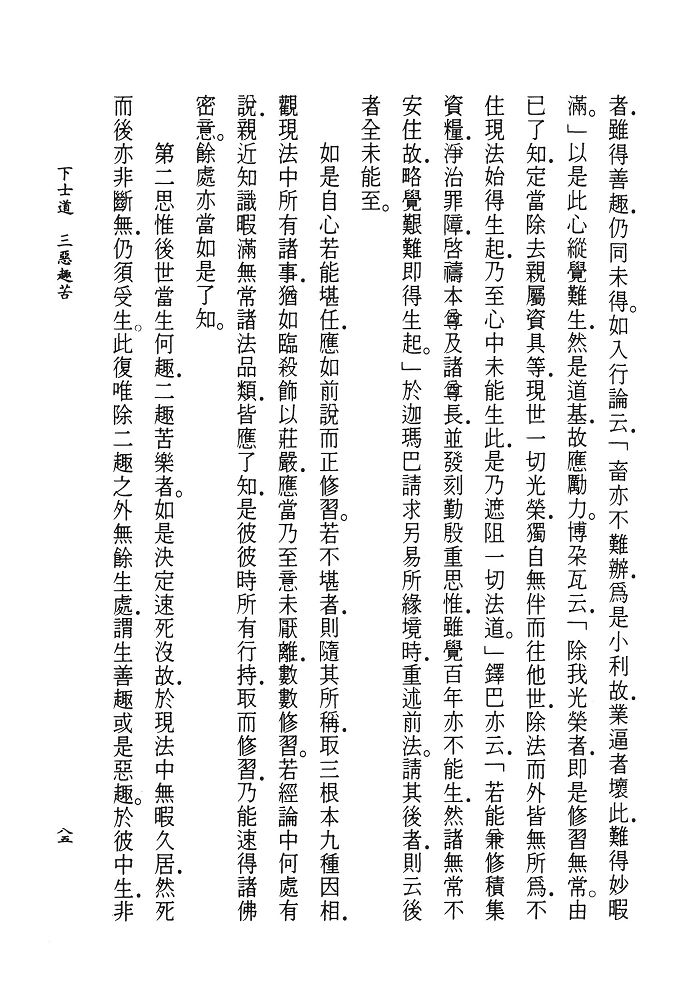 者．雖得善趣．仍同未得。如入行論云．「畜亦不難辦．爲是小利故．業逼者壞此．難得妙暇
滿。」以是此心縱覺難生．然是道基．故應勵力。博朶瓦云．「除我光榮者．即是修習無常。由
已了知．定當除去親屬資具等．現世一切光榮．獨自無伴而往他世．除法而外皆無所爲．不
住現法始得生起．乃至心中未能生此．是乃遮阻一切法道。」鐸巴亦云．「若能兼修積集
資糧．淨治罪障．啓禱本尊及諸尊長．並發刻勤殷重思惟．雖覺百年亦不能生．然諸無常不
安住故．略覺艱難即得生起。」於迦瑪巴請求另易所緣境時．重述前法。請其後者．則云後
者全未能至。
如是自心若能堪任．應如前說而正修習。若不堪者．則隨其所稱．取三根本九種因相．
觀現法中所有諸事．猶如臨殺飾以莊嚴．應當乃至意未厭離．數數修習。若經論中何處有
說．親近知識暇滿無常諸法品類．皆應了知．是彼彼時所有行持．取而修習．乃能速得諸佛
密意。餘處亦當如是了知。
第二思惟後世當生何趣．二趣苦樂者。如是決定速死沒故．於現法中無暇久居．然死
而後亦非斷無．仍須受生。此復唯除二趣之外無餘生處．謂生善趣或是惡趣。於彼中生．非
下士道　三惡趣苦
八五